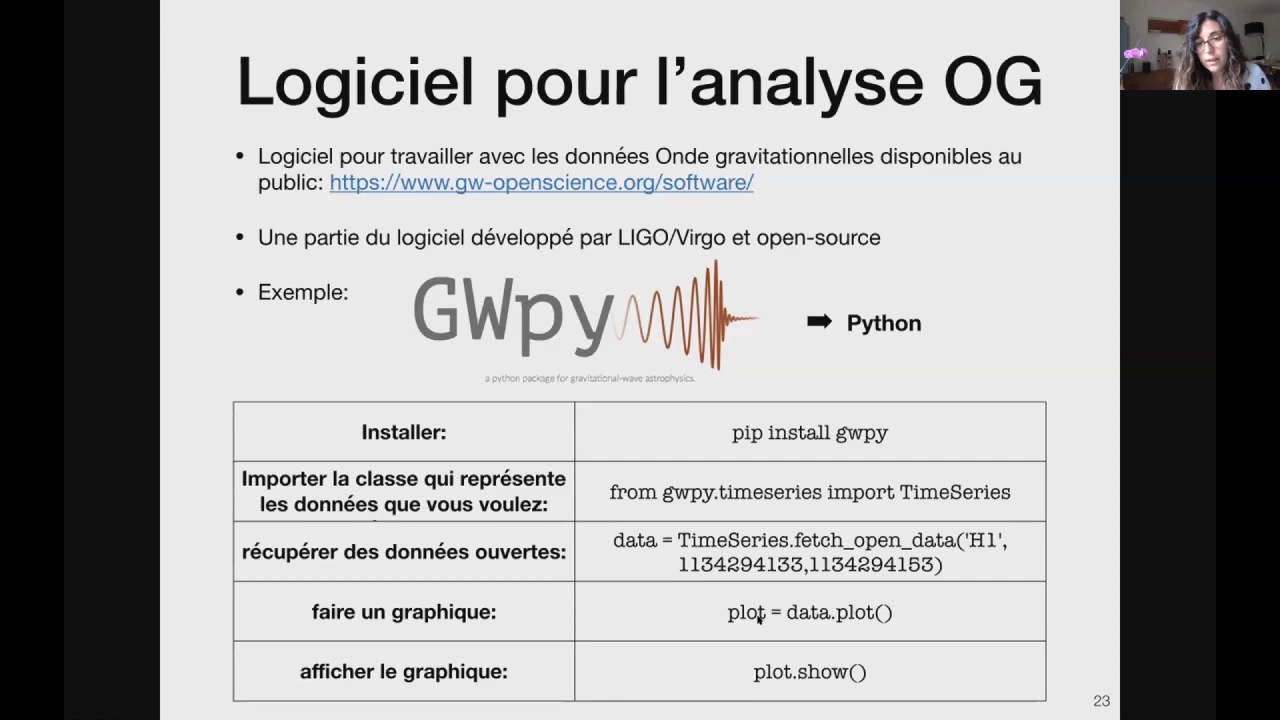 Logiciel pour l’analyse OG
• Logiciel pour travailler avec les données Onde gravitationnelles disponibles au
public: https://www.gw-openscience.org/software/
• Une partie du logiciel développé par LIGO/Virgo et open-source
• Exemple:
GWpy
➡ Python
a python package for gravitational-wave astrophysics.
Installer:
pip install gwpy
Importer la classe qui représente
les données que vous voulez:
from gwpy.timeseries import TimeSeries
récupérer des données ouvertes:
data = TimeSeries.fetch_open_data('H1',
1134294133,1134294153)
faire un graphique:
plot = data.plot()
afficher le graphique:
plot.show()
23